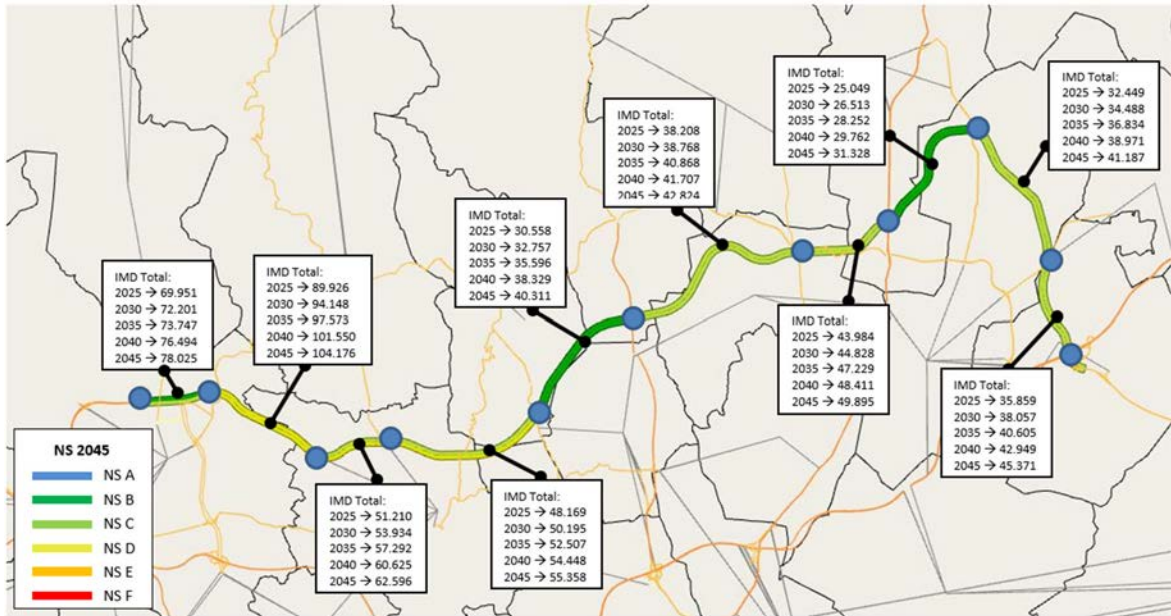 IMD Total:
2025 → 25.049
2030 → 26.513
2035 → 28.252
2040 → 29.762
2045 → 31.328
IMD Total:
2025 → 32.449
2030 → 34.488
2035 → 36.834
2040 → 38.971
2045 → 41.187
IMD Total:
2025 → 38.208
2030 → 38.768
2035 → 40.868
2040 → 41.707
2045 → 42.824
IMD Total:
2025 → 30.558
2030 → 32.757
2035 → 35.596
2040 → 38.329
2045 → 40.311
IMD Total:
2025 → 69.951
2030 → 72.201
2035 → 73.747
2040 → 76.494
2045 → 78.025
IMD Total:
2025 → 89.926
2030 → 94.148
2035 → 97.573
2040 → 101.550
2045 → 104.176
IMD Total:
2025 → 43.984
2030 → 44.828
2035 → 47.229
2040 → 48.411
2045 → 49.895
IMD Total:
2025 → 35.859
2030 → 38.057
2035 → 40.605
2040 → 42.949
2045 → 45.371
IMD Total:
2025 → 51.210
2030 → 53.934
2035 → 57.292
2040 → 60.625
2045 → 62.596
IMD Total:
2025 → 48.169
2030 → 50.195
2035 → 52.507
2040 → 54.448
2045 → 55.358
NS 2045
NS A
NS B
NS C
NS D
NS E
NS F